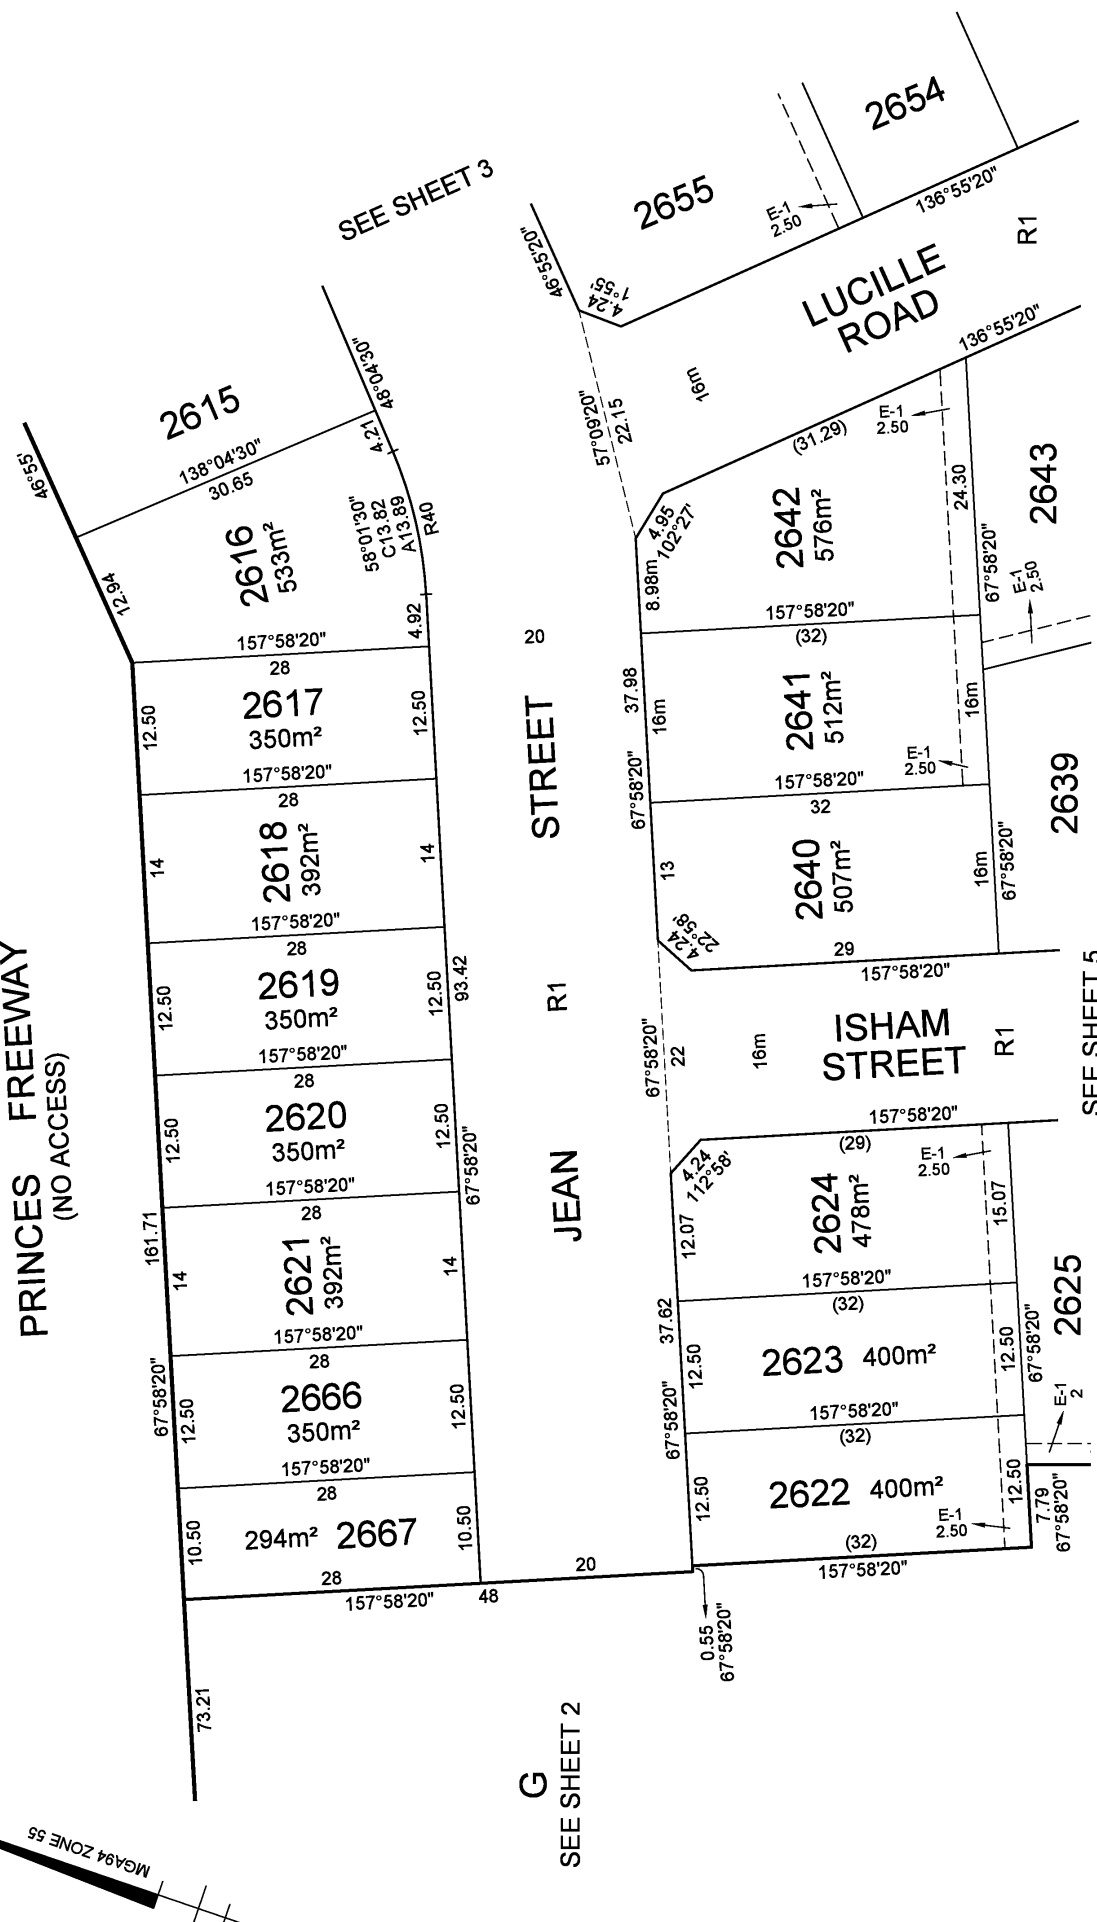 2654
2655
E-1
2.50
136°55'20"
R1
SEE SHEET 3
46°55'20"
4.24
1°55'
LUCILLE
ROAD
136°55'20"
16m
57°09'20"
22.15
2615
48°04'30"
4.21
138°04'30"
30.65
46°55'
12.94
2616
533m²
58°01'30"
C13.82
A13.89
R40
4.92
157°58'20"
28
2617
350m²
12.50
12.50
157°58'20"
28
2618
392m²
14
14
157°58'20"
28
2619
350m²
12.50
12.50
93.42
157°58'20"
28
2620
350m²
12.50
12.50
67°58'20"
157°58'20"
28
2621
392m²
14
14
161.71
157°58'20"
28
2666
350m²
12.50
12.50
67°58'20"
157°58'20"
28
294m² 2667
10.50
10.50
28
157°58'20"
48
20
PRINCES FREEWAY
(NO ACCESS)
73.21
20
JEAN STREET
R1
4.95
102°27'
8.98m
(31.29)
E-1
2.50
2642
576m²
24.30
67°58'20"
2643
E-1
2.50
157°58'20"
(32)
37.98
16m
67°58'20"
2641
512m²
16m
E-1
2.50
157°58'20"
32
13
2640
507m²
16m
67°58'20"
2639
4.24
22°58'
29
157°58'20"
67°58'20"
22
16m
ISHAM
STREET
R1
SEE SHEET 5
157°58'20"
(29)
4.24
112°58'
12.07
2624
478m²
E-1
2.50
15.07
157°58'20"
(32)
37.62
12.50
67°58'20"
2623 400m²
12.50
67°58'20"
2625
E-1
2
157°58'20"
(32)
12.50
2622 400m²
12.50
E-1
2.50
7.79
67°58'20"
(32)
157°58'20"
0.55
67°58'20"
G
SEE SHEET 2
MGA94 ZONE 55